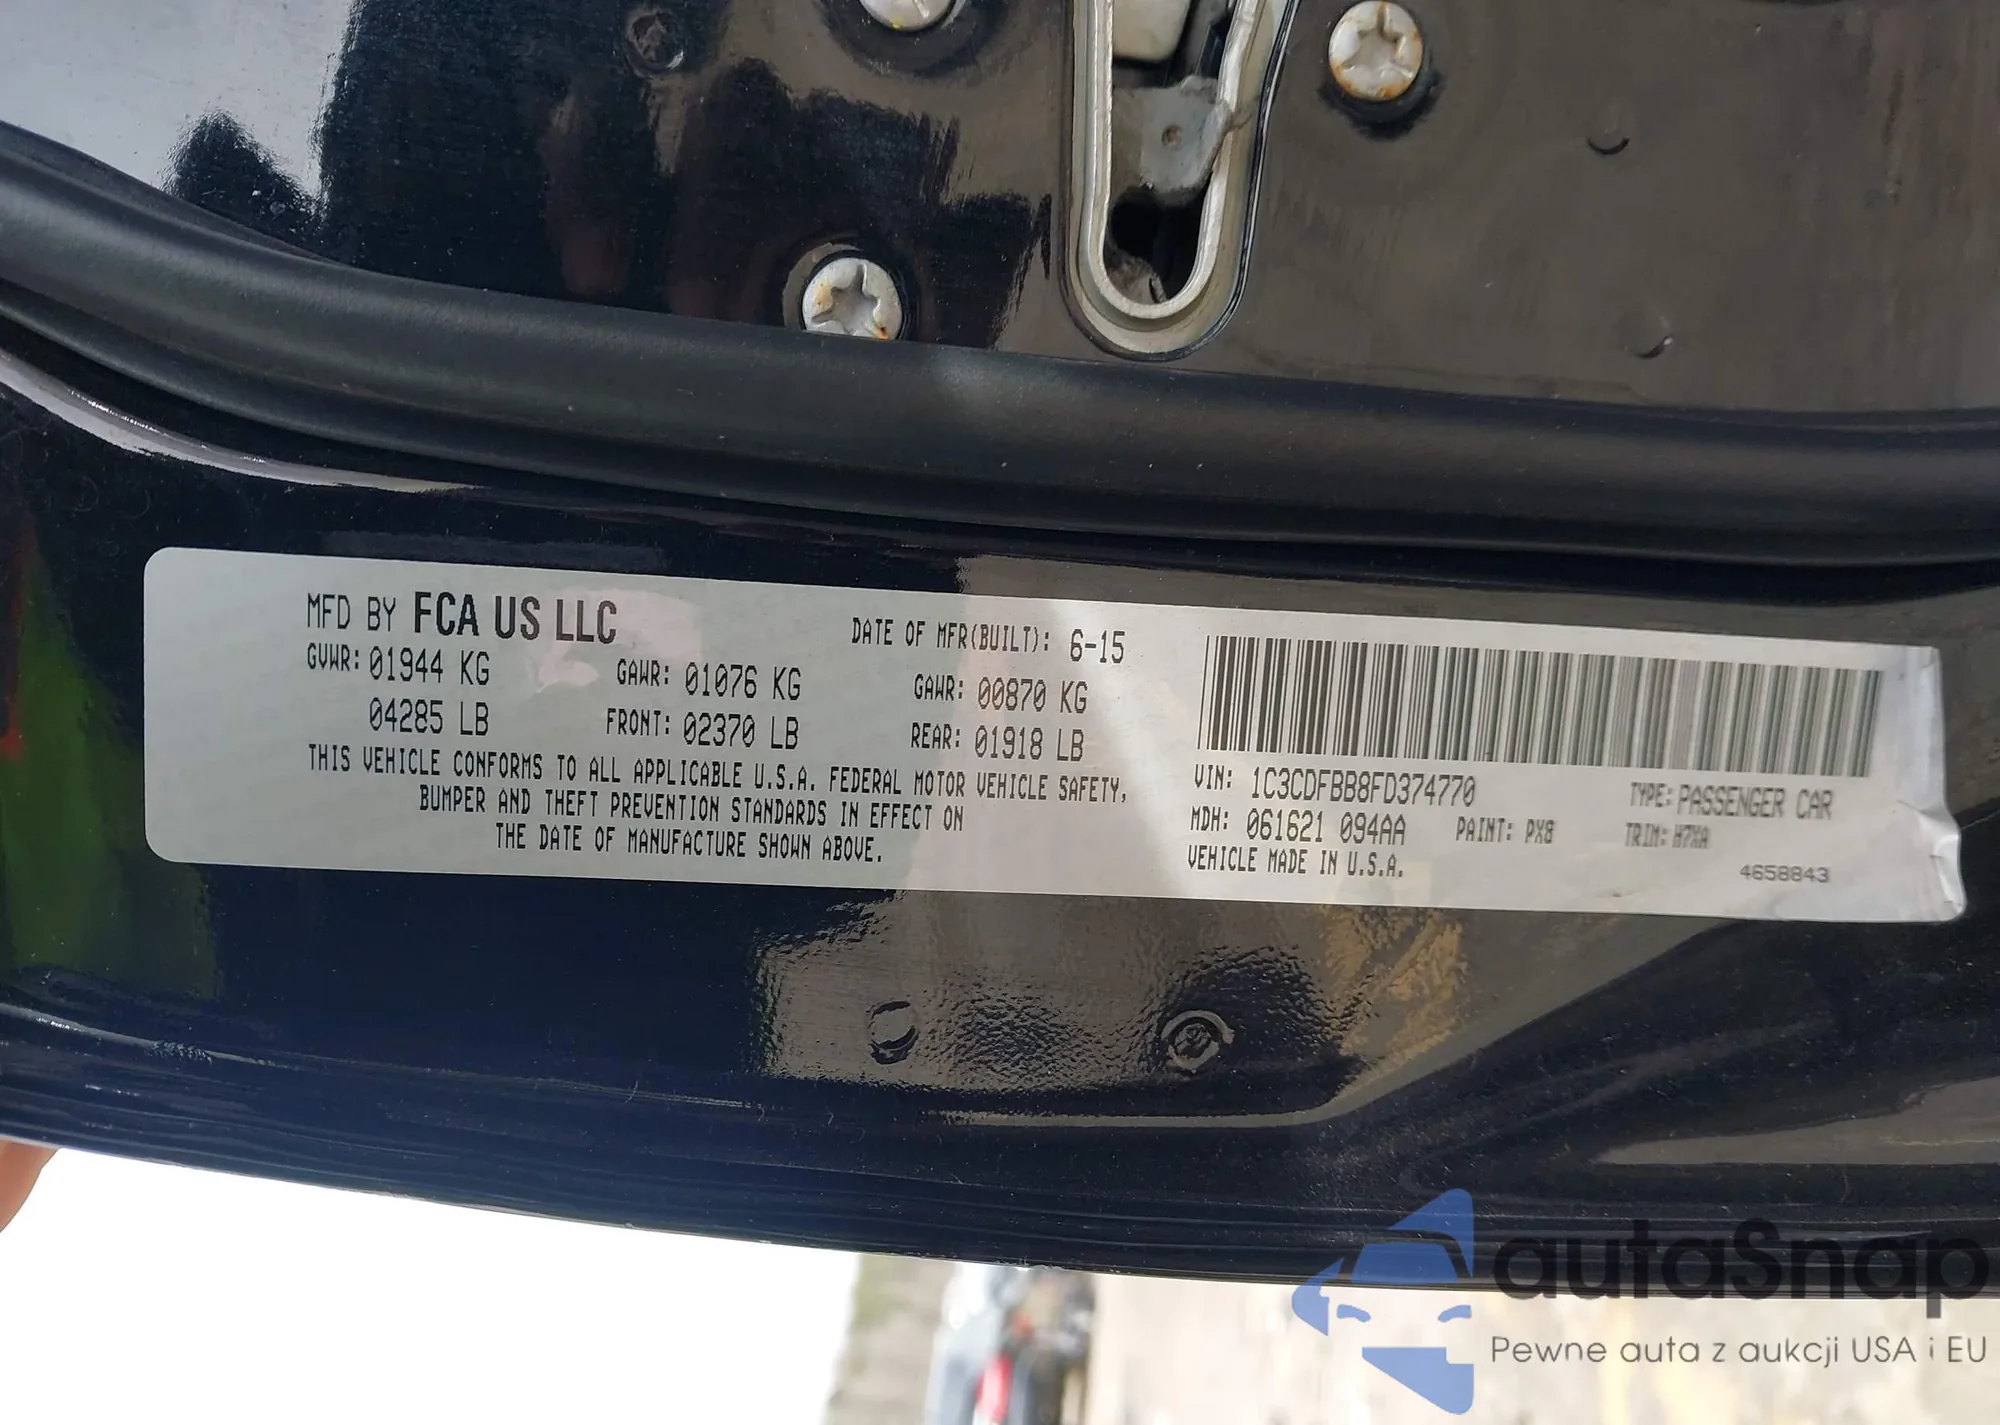 MFD BY FCA US LLC
DATE OF MFR(BUILT): 6-15
GVWR: 01944 KG GAWR: 01076 KG GAWR: 00870 KG
04285 LB FRONT: 02370 LB REAR: 01918 LB
THIS VEHICLE CONFORMS TO ALL APPLICABLE U.S.A. FEDERAL MOTOR VEHICLE SAFETY,
BUMPER AND THEFT PREVENTION STANDARDS IN EFFECT ON
THE DATE OF MANUFACTURE SHOWN ABOVE.
VIN: 1C3CDFBB8FD374770 TYPE: PASSENGER CAR
MDH: 061621 094AA PAINT: PX8 TRIM: H7XA
VEHICLE MADE IN U.S.A.
4658843
autaSnap
Pewne auta z aukcji USA i EU